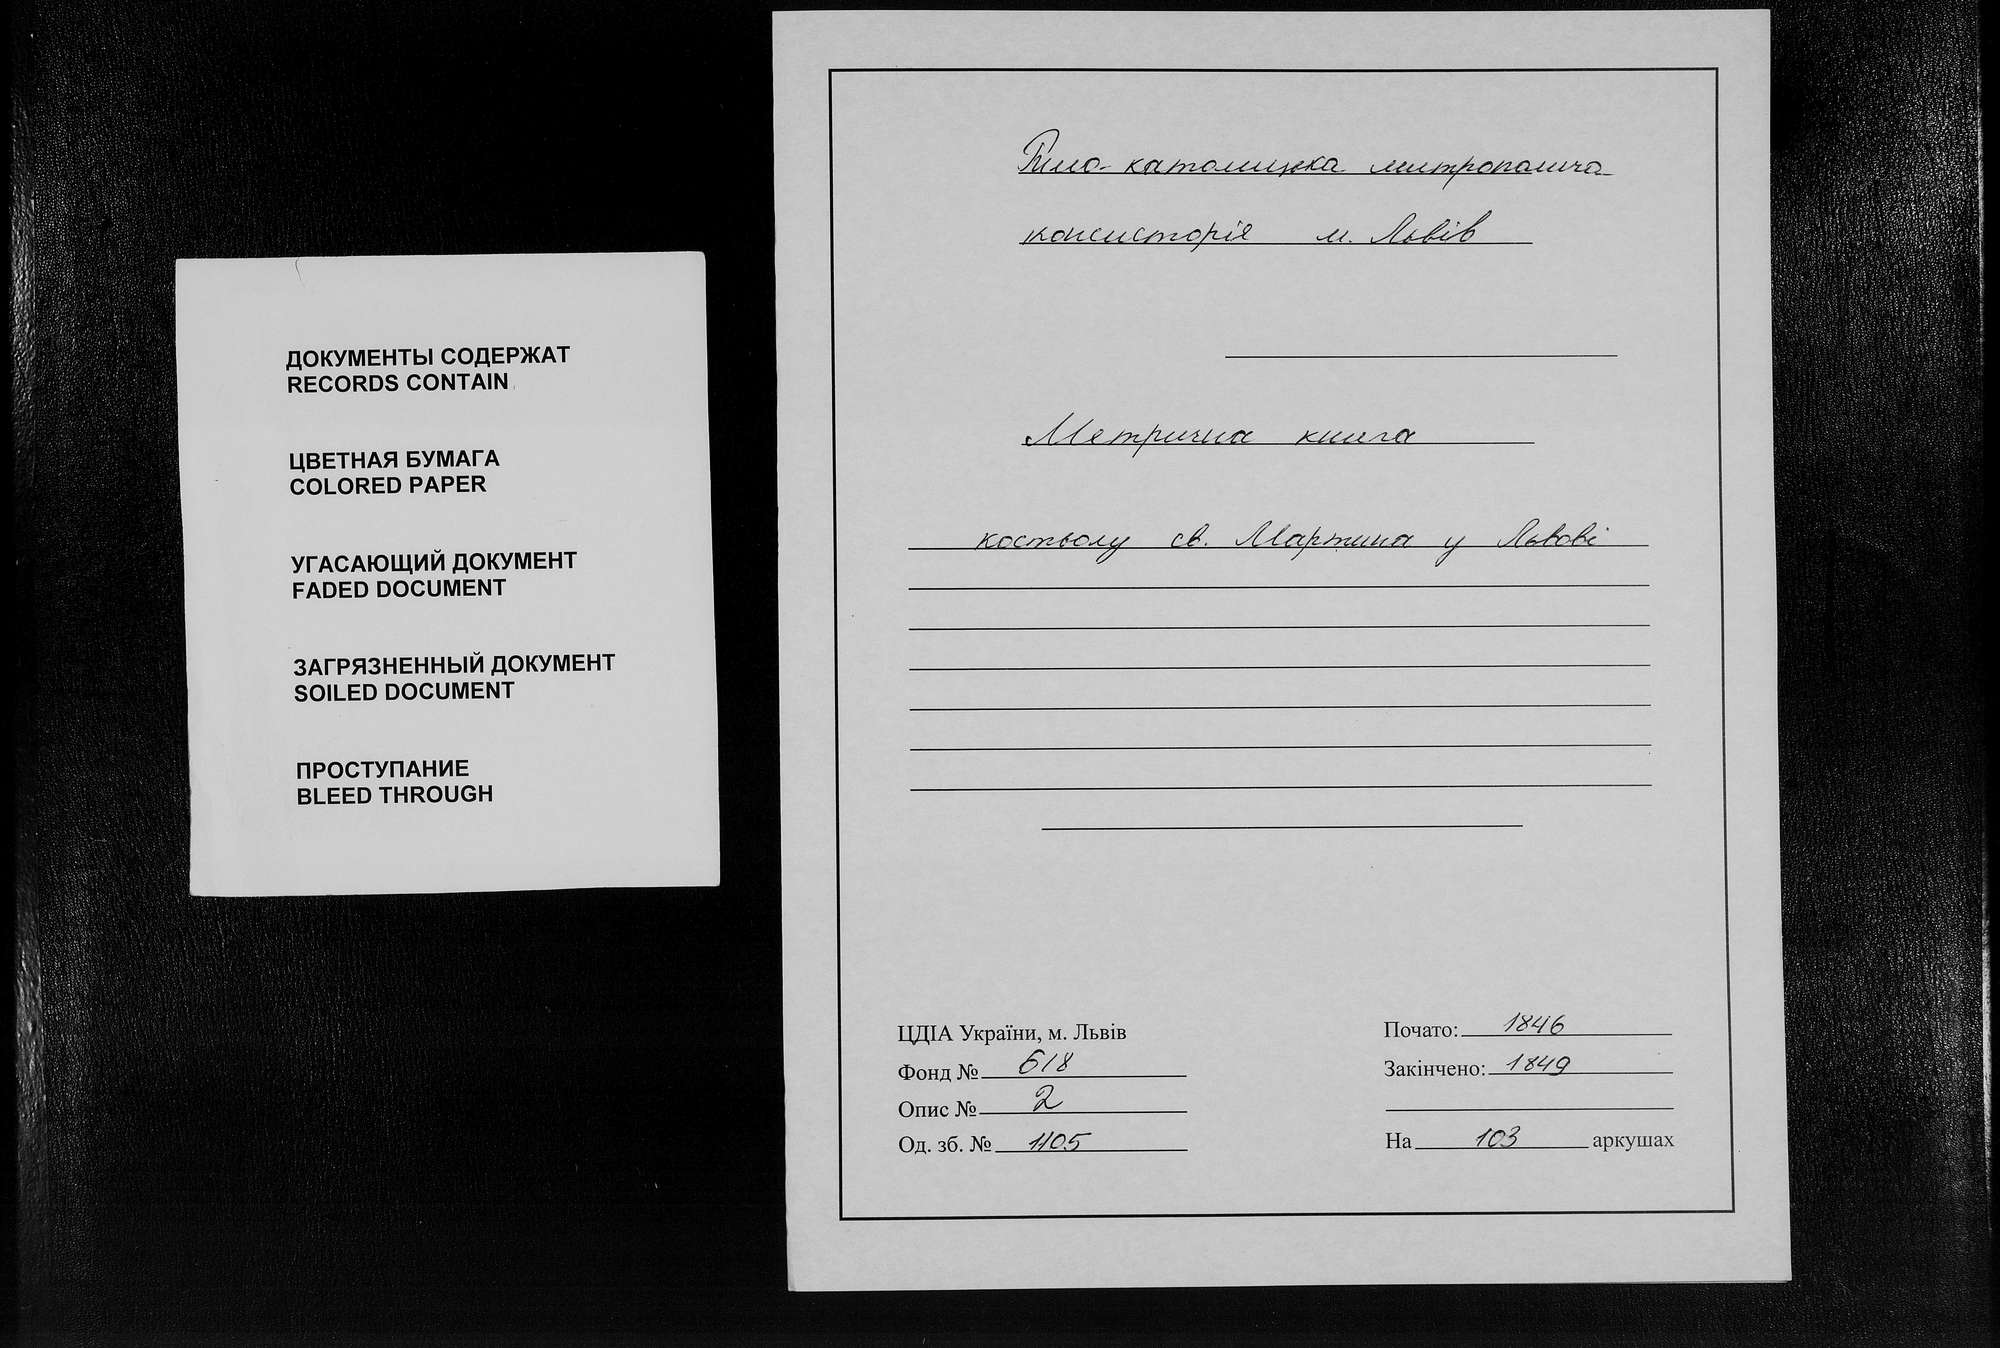 ДОКУМЕНТЫ СОДЕРЖАТ
RECORDS CONTAIN
ЦВЕТНАЯ БУМАГА
COLORED PAPER
УГАСАЮЩИЙ ДОКУМЕНТ
FADED DOCUMENT
ЗАГРЯЗНЕННЫЙ ДОКУМЕНТ
SOILED DOCUMENT
ПРОСТУПАНИЕ
BLEED THROUGH
Римо-католицька митрополича
консисторія м. Львів
Метрична книга
костьолу св. Мартина у Львові
ЦДІА України, м. Львів
Фонд № 618
Опис № 2
Од. зб. № 1105
Почато: 1846
Закінчено: 1849
На 103 аркушах